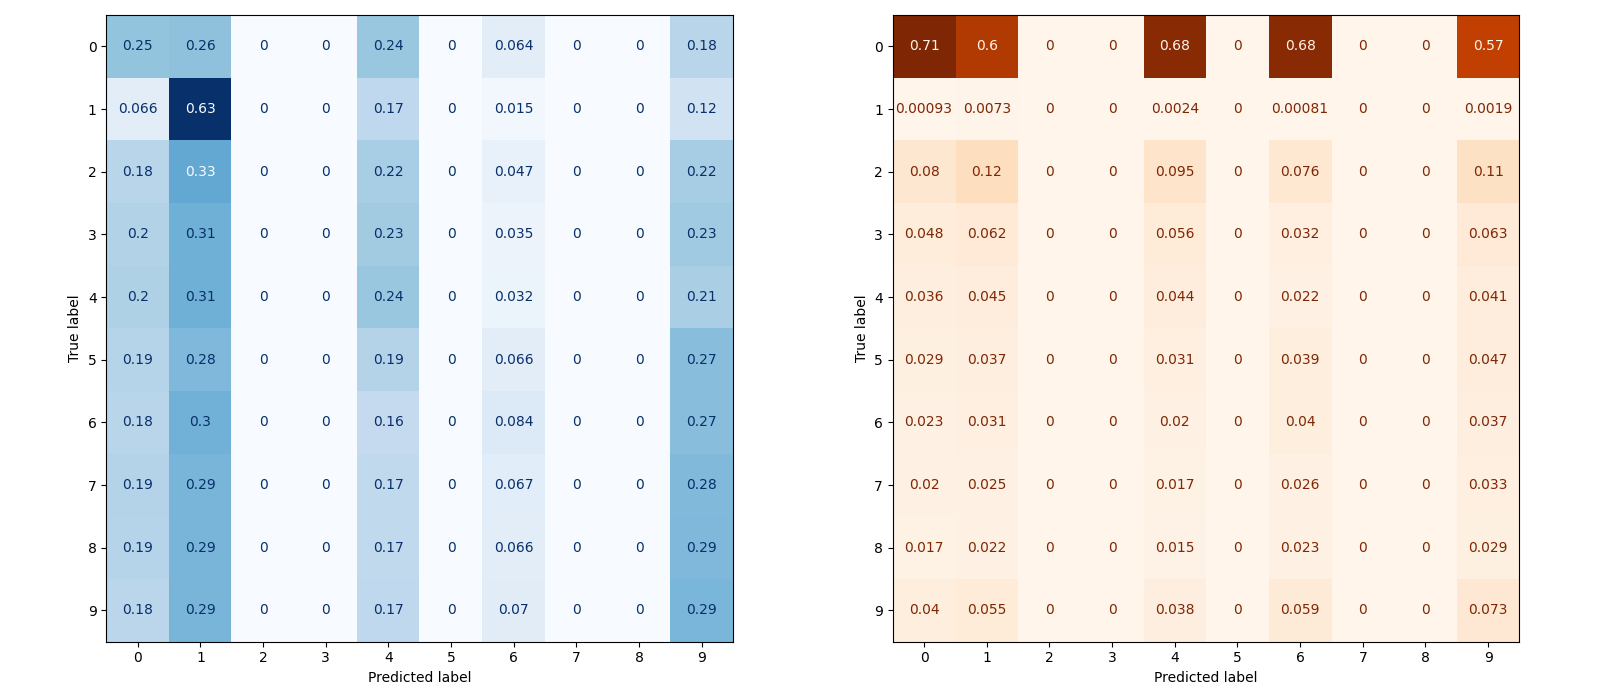 0 0.25 0.26 0 0 0.24 0 0.064 0 0 0.18
1 0.066 0.63 0 0 0.17 0 0.015 0 0 0.12
2 0.18 0.33 0 0 0.22 0 0.047 0 0 0.22
3 0.2 0.31 0 0 0.23 0 0.035 0 0 0.23
4 0.2 0.31 0 0 0.24 0 0.032 0 0 0.21
5 0.19 0.28 0 0 0.19 0 0.066 0 0 0.27
6 0.18 0.3 0 0 0.16 0 0.084 0 0 0.27
7 0.19 0.29 0 0 0.17 0 0.067 0 0 0.28
8 0.19 0.29 0 0 0.17 0 0.066 0 0 0.29
9 0.18 0.29 0 0 0.17 0 0.07 0 0 0.29
0 1 2 3 4 5 6 7 8 9
Predicted label
True label
0 0.71 0.6 0 0 0.68 0 0.68 0 0 0.57
1 0.00093 0.0073 0 0 0.0024 0 0.00081 0 0 0.0019
2 0.08 0.12 0 0 0.095 0 0.076 0 0 0.11
3 0.048 0.062 0 0 0.056 0 0.032 0 0 0.063
4 0.036 0.045 0 0 0.044 0 0.022 0 0 0.041
5 0.029 0.037 0 0 0.031 0 0.039 0 0 0.047
6 0.023 0.031 0 0 0.02 0 0.04 0 0 0.037
7 0.02 0.025 0 0 0.017 0 0.026 0 0 0.033
8 0.017 0.022 0 0 0.015 0 0.023 0 0 0.029
9 0.04 0.055 0 0 0.038 0 0.059 0 0 0.073
0 1 2 3 4 5 6 7 8 9
Predicted label
True label